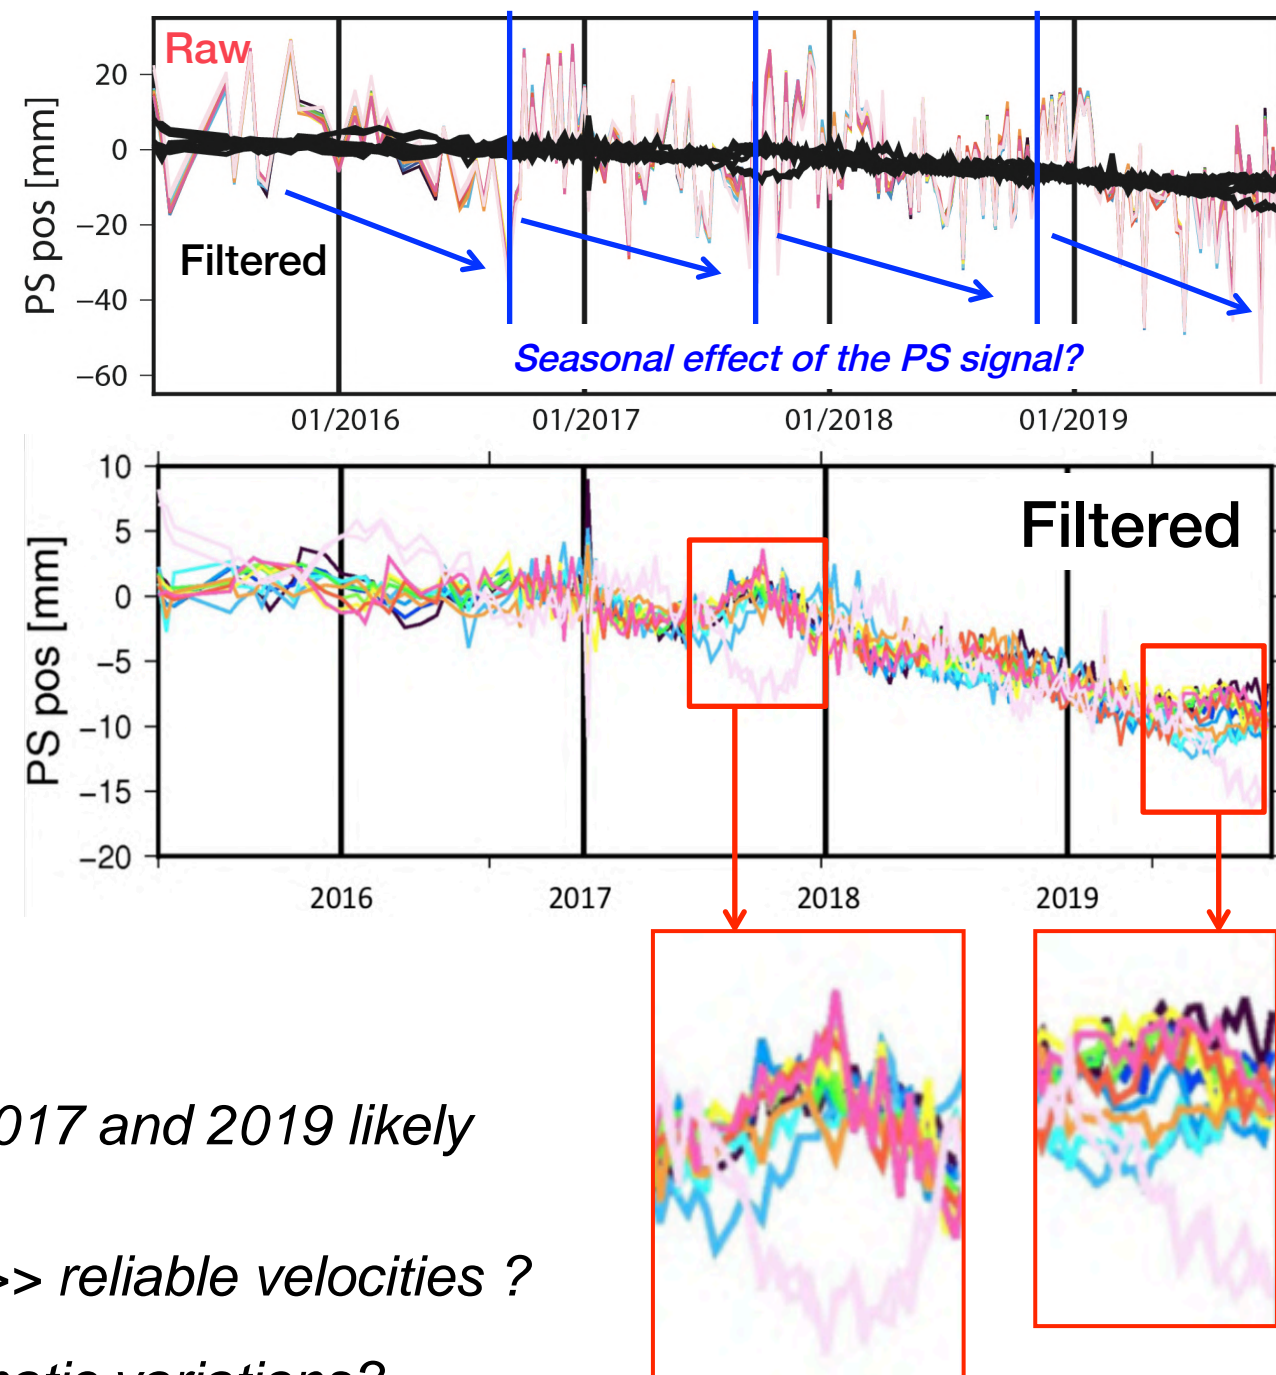 Raw
20
0
−20
−40
−60
PS pos [mm]
Filtered
Seasonal effect of the PS signal?
01/2016 01/2017 01/2018 01/2019
10
5
0
−5
−10
−15
−20
PS pos [mm]
Filtered
2016 2017 2018 2019
017 and 2019 likely
>> reliable velocities ?
variations?